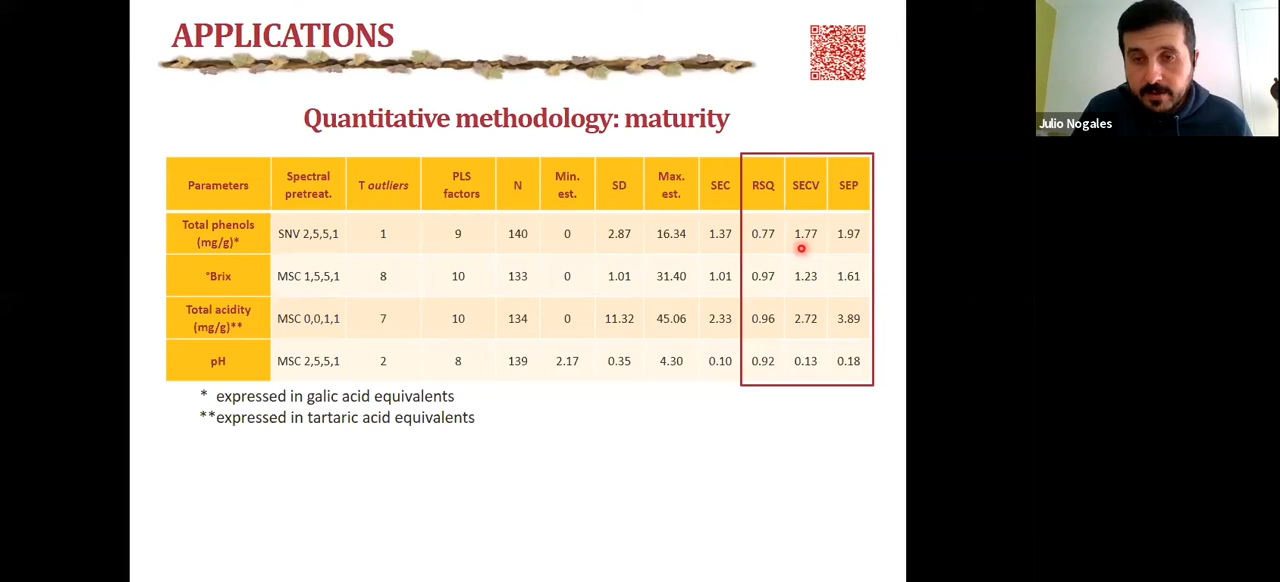 APPLICATIONS
Quantitative methodology: maturity
Parameters Spectral pretreat. T outliers PLS factors N Min. est. SD Max. est. SEC RSQ SECV SEP
Total phenols (mg/g)* SNV 2,5,5,1 1 9 140 0 2.87 16.34 1.37 0.77 1.77 1.97
°Brix MSC 1,5,5,1 8 10 133 0 1.01 31.40 1.01 0.97 1.23 1.61
Total acidity (mg/g)** MSC 0,0,1,1 7 10 134 0 11.32 45.06 2.33 0.96 2.72 3.89
pH MSC 2,5,5,1 2 8 139 2.17 0.35 4.30 0.10 0.92 0.13 0.18
* expressed in galic acid equivalents
**expressed in tartaric acid equivalents
Julio Nogales